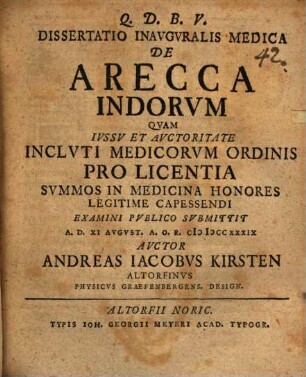 Q. D. B. V.
DISSERTATIO INAVGVRALIS MEDICA
DE
42.
ARECCA
INDORVM
QVAM
IVSSV ET AVCTORITATE
INCLVTI MEDICORVM ORDINIS
PRO LICENTIA
SVMMOS IN MEDICINA HONORES
LEGITIME CAPESSENDI
EXAMINI PVBLICO SVBMITTIT
A. D. XI AVGVST. A. O. R. CIↃIↃCCXXXIX
AVCTOR
ANDREAS IACOBVS KIRSTEN
ALTORFINVS
PHYSICVS GRAEFENBERGENS. DESIGN.
ALTORFII NORIC.
TYPIS IOH. GEORGII MEYERI ACAD. TYPOGR.